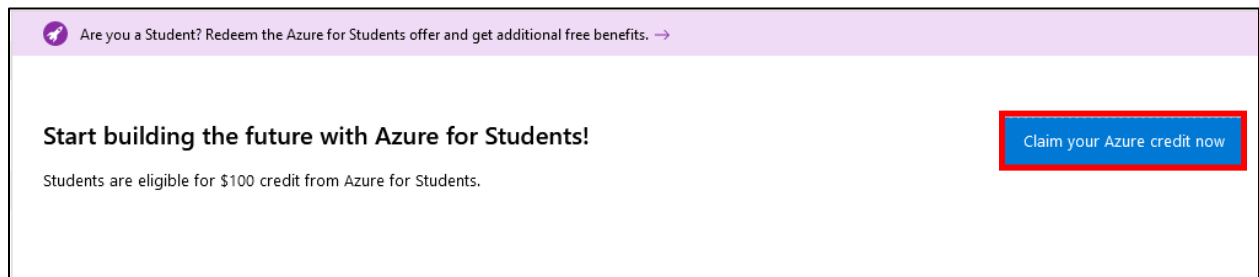 Are you a Student? Redeem the Azure for Students offer and get additional free benefits. →
Start building the future with Azure for Students!
Claim your Azure credit now
Students are eligible for $100 credit from Azure for Students.